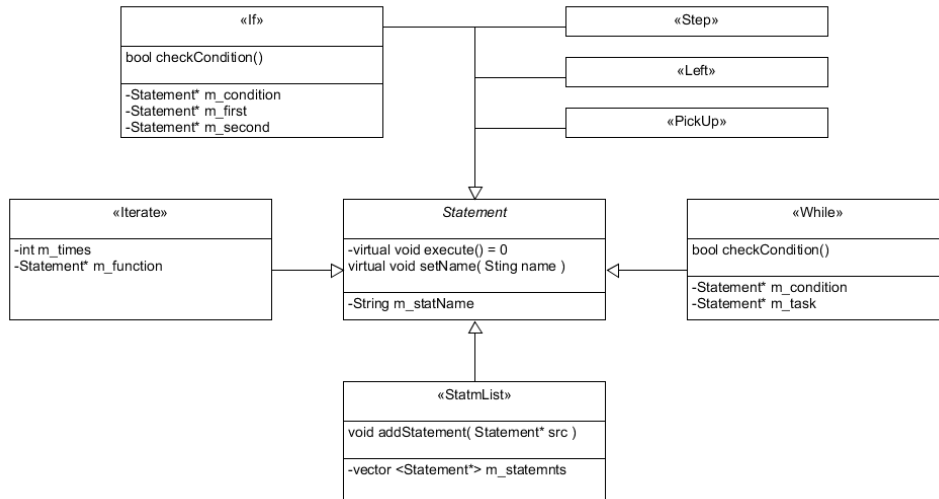 «If»
bool checkCondition()
-Statement* m_condition
-Statement* m_first
-Statement* m_second
«Step»
«Left»
«PickUp»
«Iterate»
-int m_times
-Statement* m_function
Statement
-virtual void execute() = 0
virtual void setName( Sting name )
-String m_statName
«While»
bool checkCondition()
-Statement* m_condition
-Statement* m_task
«StatmList»
void addStatement( Statement* src )
-vector <Statement*> m_statemnts